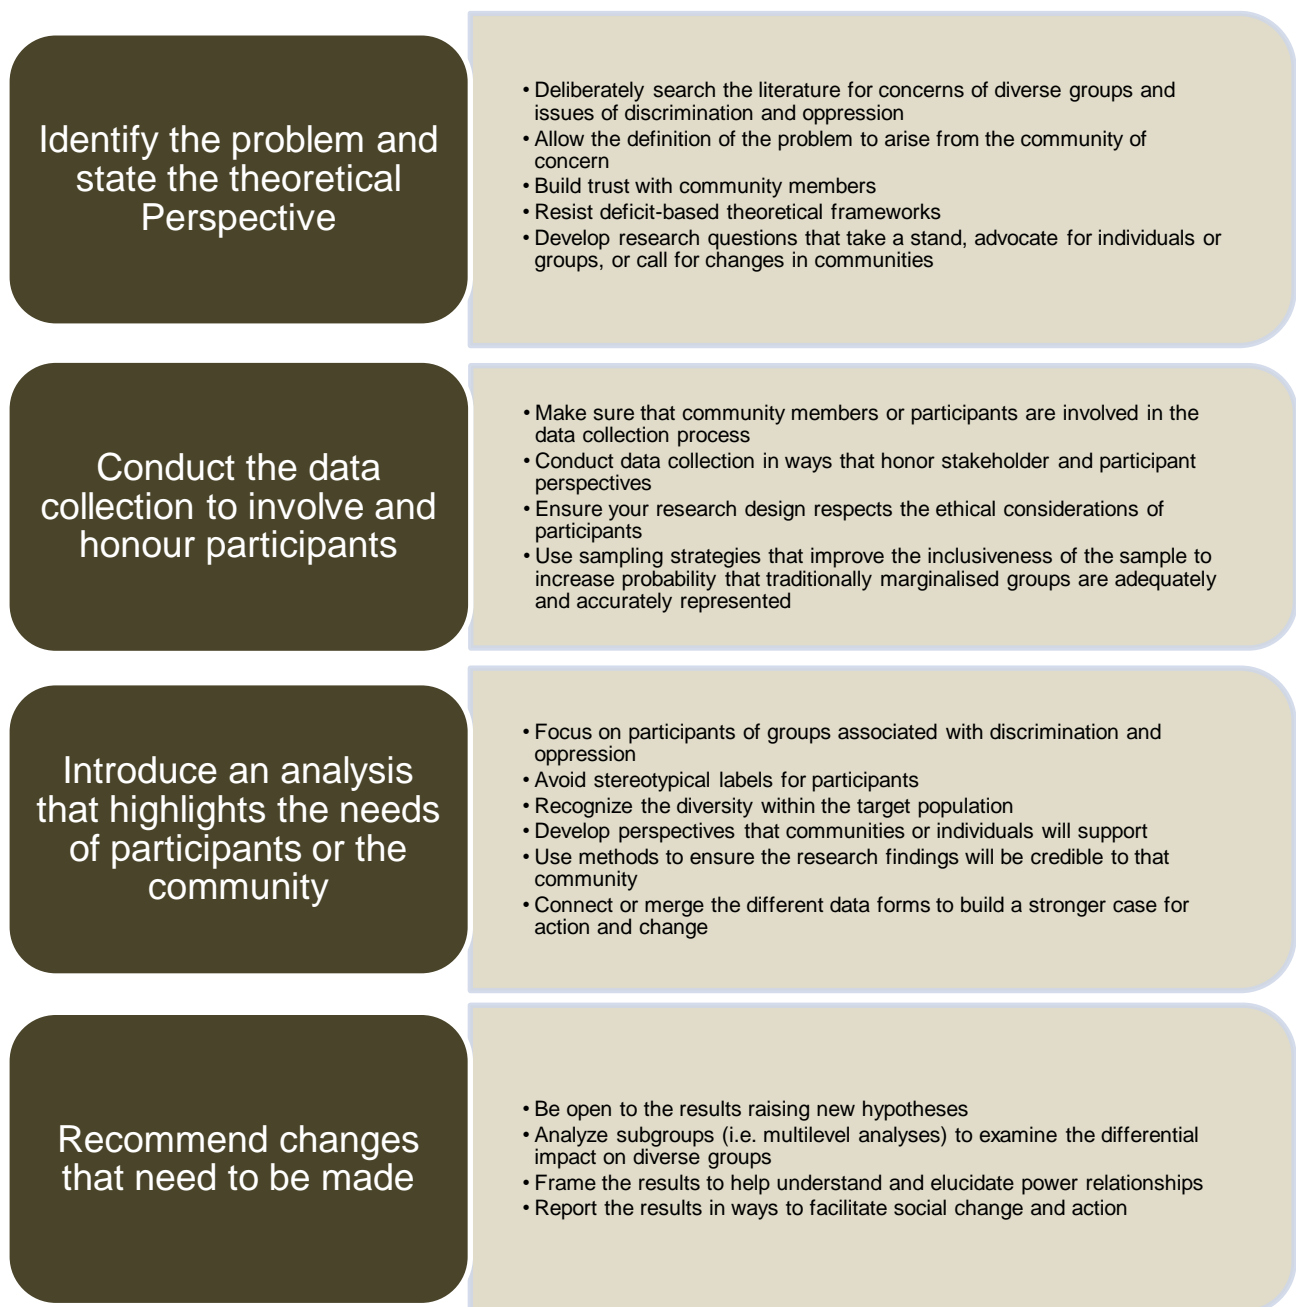 Identify the problem and
state the theoretical
Perspective
• Deliberately search the literature for concerns of diverse groups and
issues of discrimination and oppression
• Allow the definition of the problem to arise from the community of
concern
• Build trust with community members
• Resist deficit-based theoretical frameworks
• Develop research questions that take a stand, advocate for individuals or
groups, or call for changes in communities
Conduct the data
collection to involve and
honour participants
• Make sure that community members or participants are involved in the
data collection process
• Conduct data collection in ways that honor stakeholder and participant
perspectives
• Ensure your research design respects the ethical considerations of
participants
• Use sampling strategies that improve the inclusiveness of the sample to
increase probability that traditionally marginalised groups are adequately
and accurately represented
Introduce an analysis
that highlights the needs
of participants or the
community
• Focus on participants of groups associated with discrimination and
oppression
• Avoid stereotypical labels for participants
• Recognize the diversity within the target population
• Develop perspectives that communities or individuals will support
• Use methods to ensure the research findings will be credible to that
community
• Connect or merge the different data forms to build a stronger case for
action and change
Recommend changes
that need to be made
• Be open to the results raising new hypotheses
• Analyze subgroups (i.e. multilevel analyses) to examine the differential
impact on diverse groups
• Frame the results to help understand and elucidate power relationships
• Report the results in ways to facilitate social change and action